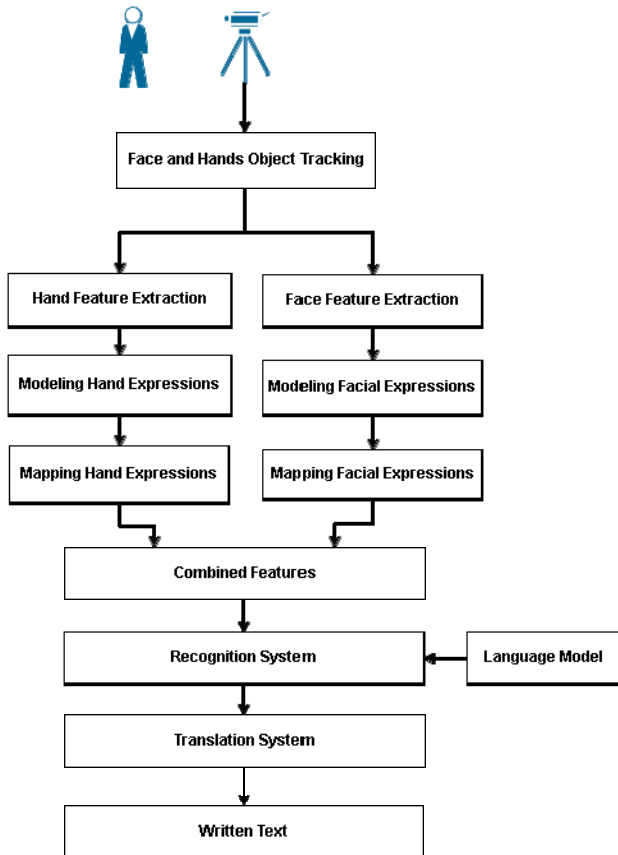 Face and Hands Object Tracking
Hand Feature Extraction
Face Feature Extraction
Modeling Hand Expressions
Modeling Facial Expressions
Mapping Hand Expressions
Mapping Facial Expressions
Combined Features
Recognition System
Language Model
Translation System
Written Text